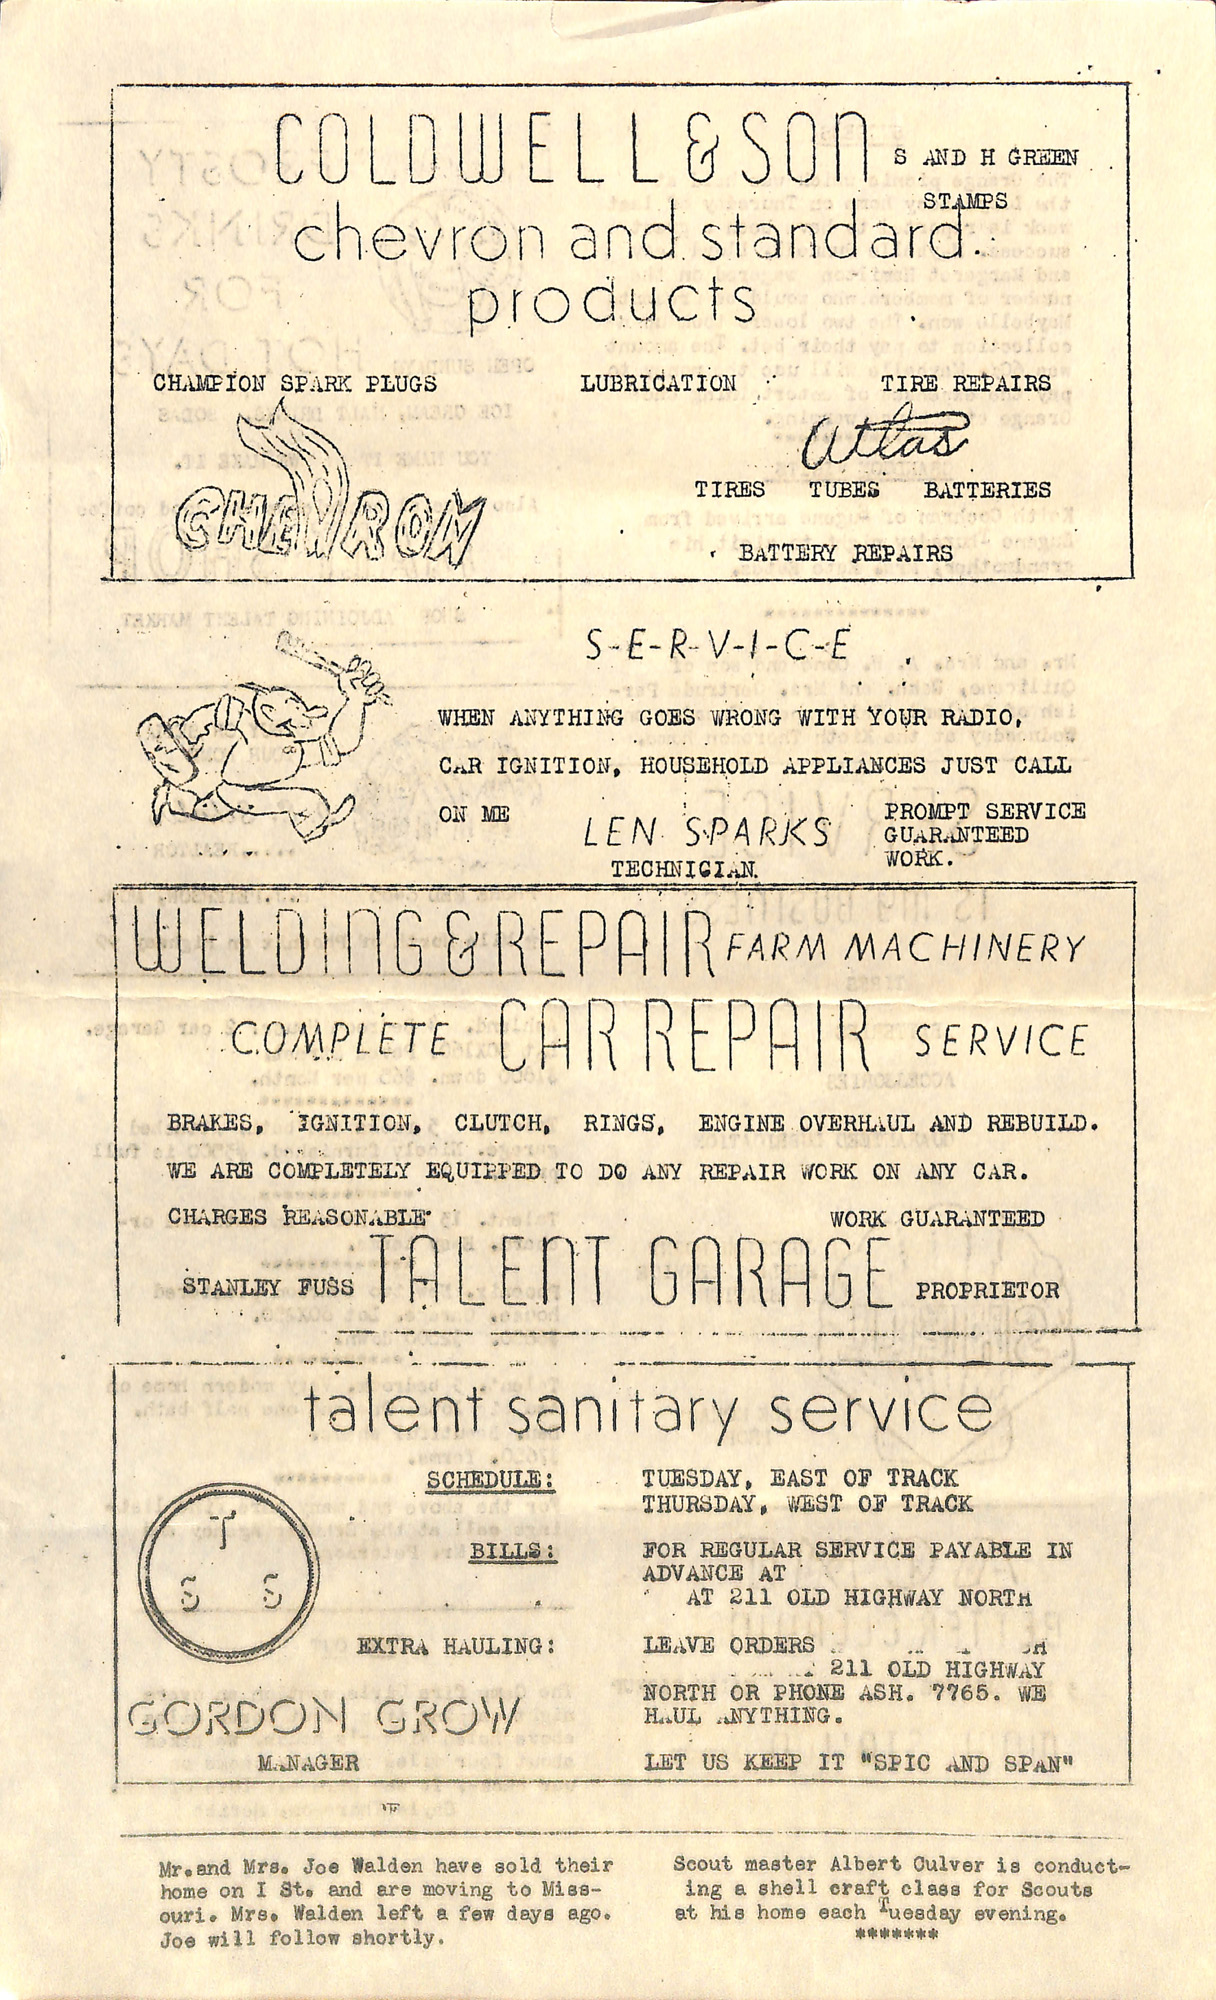 COLDWELL & SON
S AND H GREEN
STAMPS
chevron and standard
products
CHAMPION SPARK PLUGS LUBRICATION TIRE REPAIRS
CHEVRON
Atlas
TIRES TUBES BATTERIES
BATTERY REPAIRS
S-E-R-V-I-C-E
WHEN ANYTHING GOES WRONG WITH YOUR RADIO,
CAR IGNITION, HOUSEHOLD APPLIANCES JUST CALL
ON ME
LEN SPARKS
TECHNICIAN.
PROMPT SERVICE
GUARANTEED
WORK.
WELDING & REPAIR FARM MACHINERY
COMPLETE CAR REPAIR SERVICE
BRAKES, IGNITION, CLUTCH, RINGS, ENGINE OVERHAUL AND REBUILD.
WE ARE COMPLETELY EQUIPPED TO DO ANY REPAIR WORK ON ANY CAR.
CHARGES REASONABLE WORK GUARANTEED
STANLEY FUSS TALENT GARAGE PROPRIETOR
talent sanitary service
T
S S
SCHEDULE: TUESDAY, EAST OF TRACK
THURSDAY, WEST OF TRACK
BILLS: FOR REGULAR SERVICE PAYABLE IN
ADVANCE AT
AT 211 OLD HIGHWAY NORTH
EXTRA HAULING: LEAVE ORDERS
211 OLD HIGHWAY
NORTH OR PHONE ASH. 7765. WE
HAUL ANYTHING.
GORDON GROW
MANAGER
LET US KEEP IT "SPIC AND SPAN"
Mr.and Mrs. Joe Walden have sold their
home on I St. and are moving to Miss-
ouri. Mrs. Walden left a few days ago.
Joe will follow shortly.
Scout master Albert Culver is conduct-
ing a shell craft class for Scouts
at his home each Tuesday evening.
*******